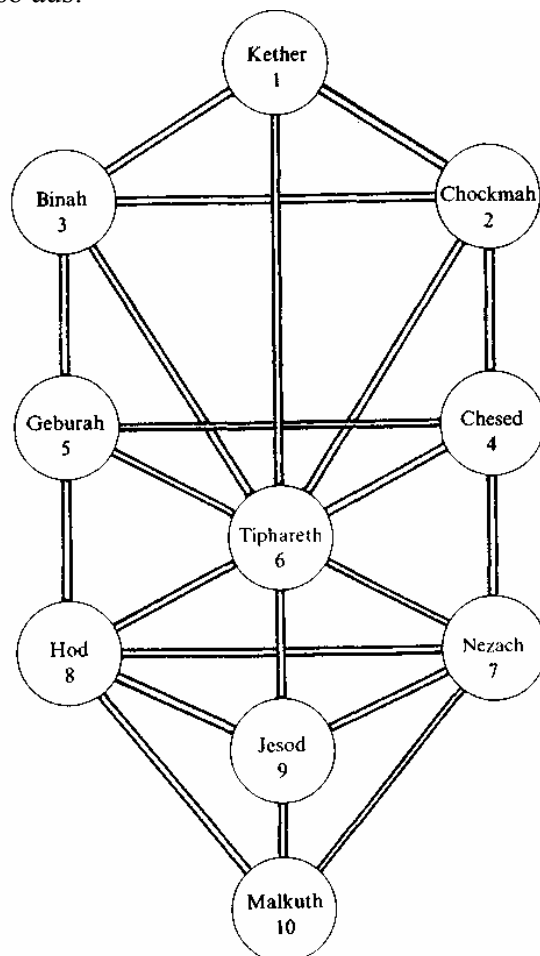 aus.
Kether
1
Binah
3
Chockmah
2
Geburah
5
Chesed
4
Tiphareth
6
Hod
8
Nezach
7
Jesod
9
Malkuth
10